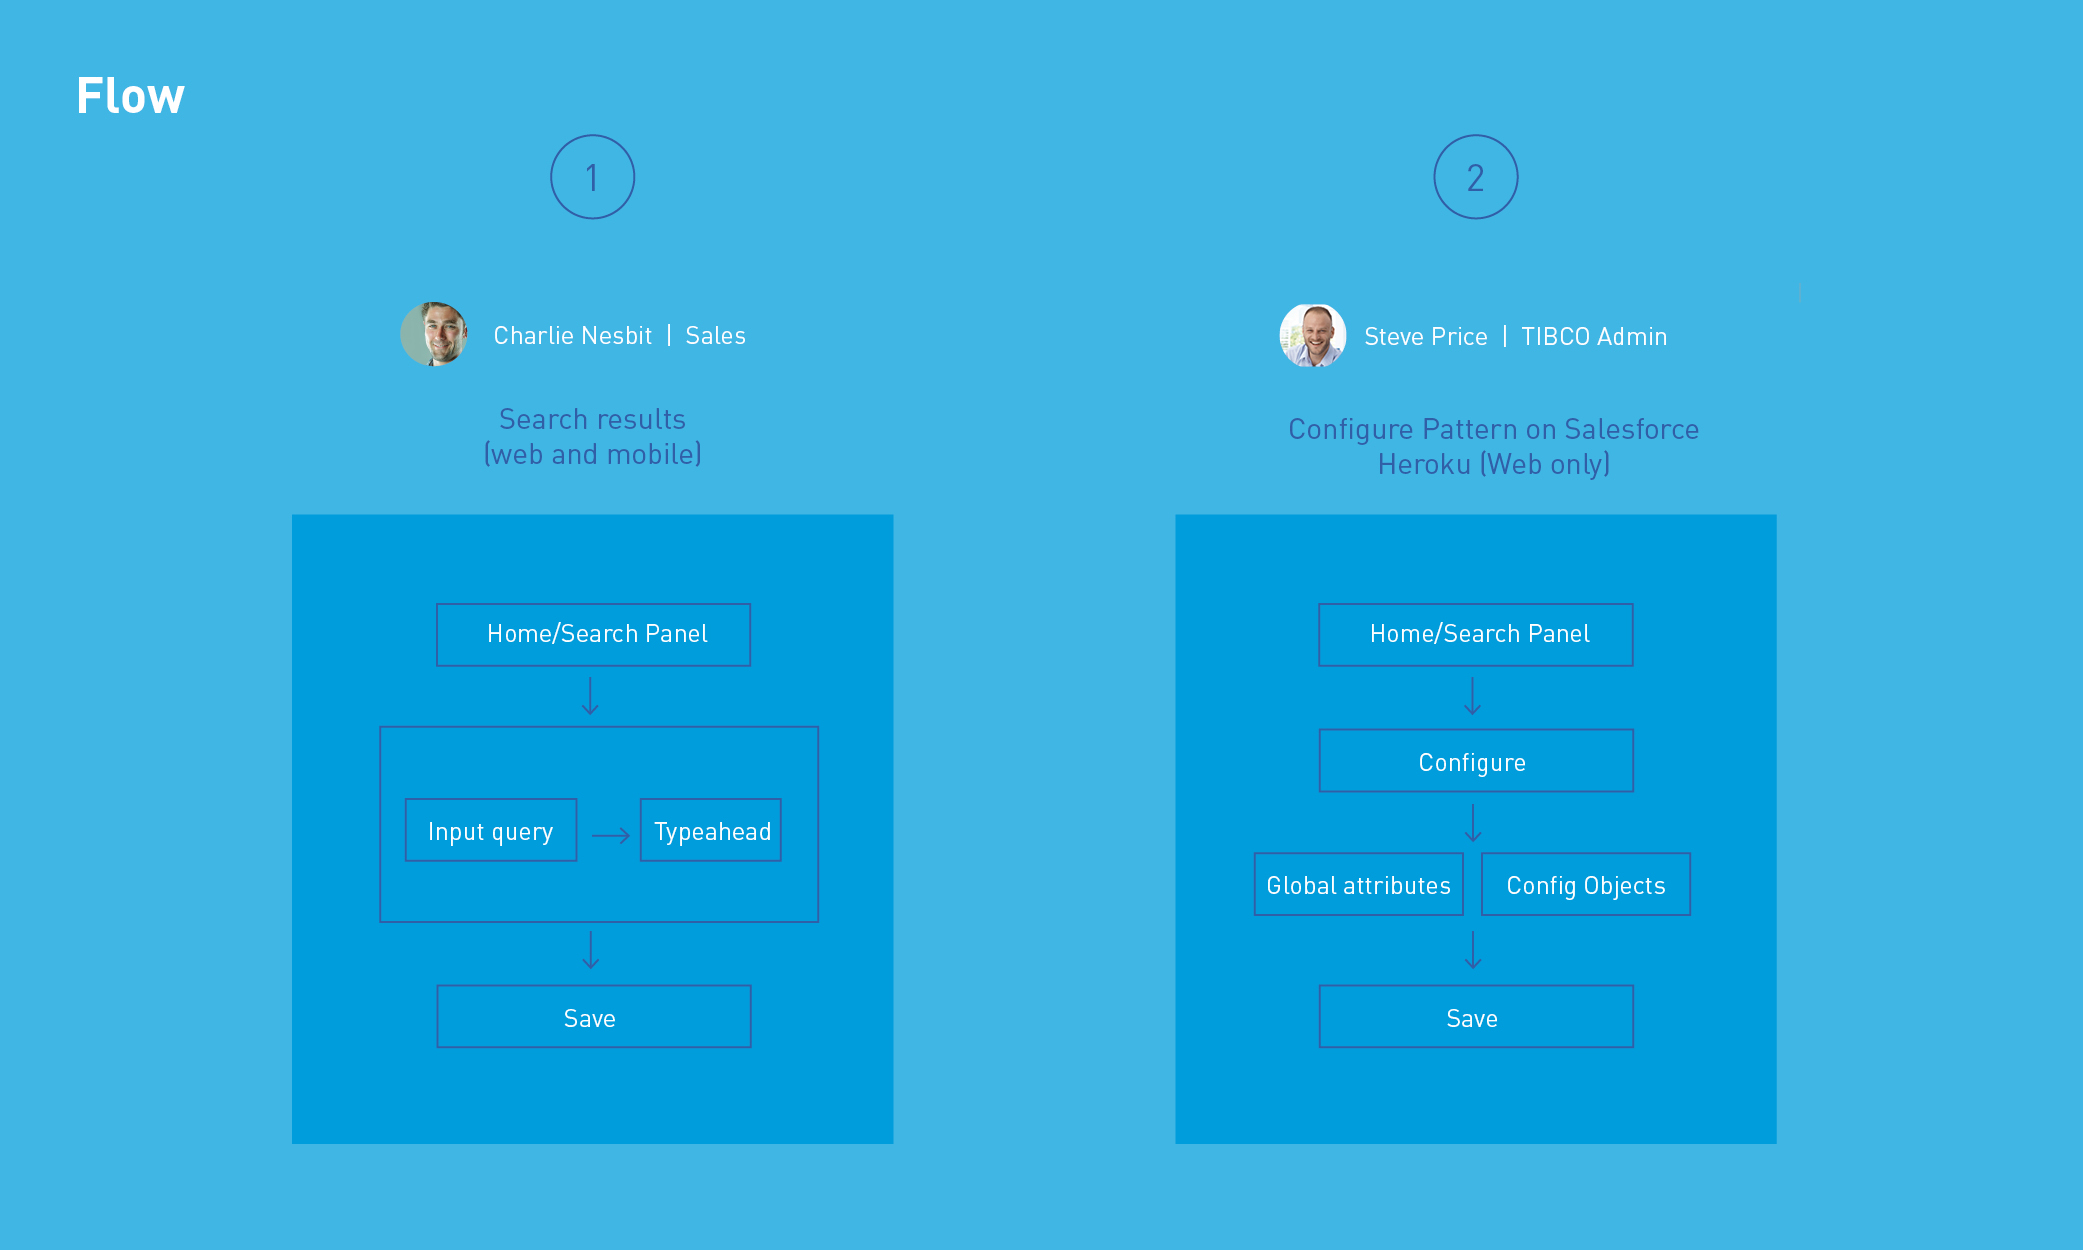 Flow
1
Charlie Nesbit | Sales
Search results
(web and mobile)
Home/Search Panel
Input query
Typeahead
Save
2
Steve Price | TIBCO Admin
Configure Pattern on Salesforce
Heroku (Web only)
Home/Search Panel
Configure
Global attributes
Config Objects
Save